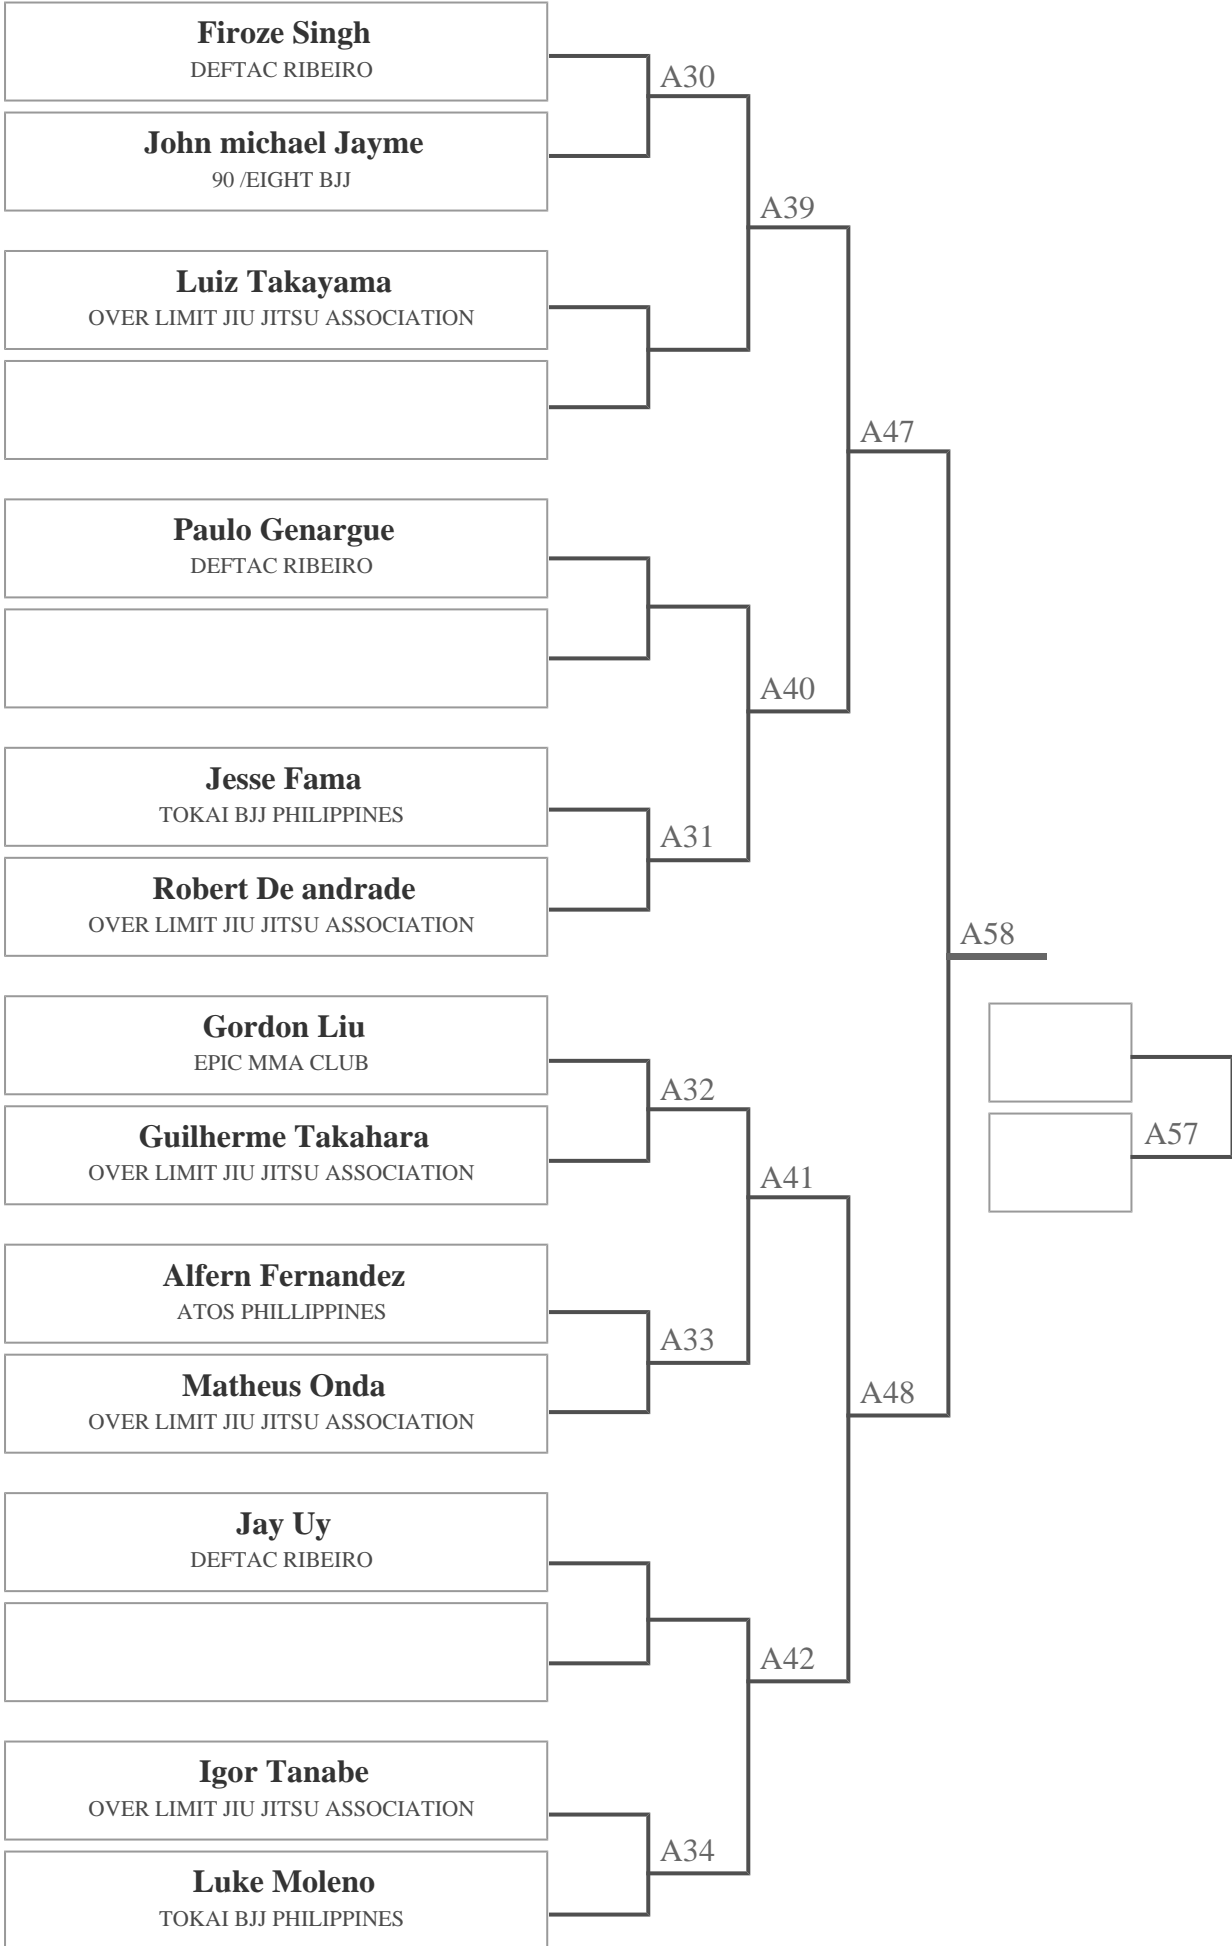 Firoze Singh
DEFTAC RIBEIRO
A30
John michael Jayme
90 /EIGHT BJJ
A39
Luiz Takayama
OVER LIMIT JIU JITSU ASSOCIATION
A47
Paulo Genargue
DEFTAC RIBEIRO
A40
Jesse Fama
TOKAI BJJ PHILIPPINES
A31
Robert De andrade
OVER LIMIT JIU JITSU ASSOCIATION
A58
Gordon Liu
EPIC MMA CLUB
A32
Guilherme Takahara
OVER LIMIT JIU JITSU ASSOCIATION
A57
A41
Alfern Fernandez
ATOS PHILLIPPINES
A33
Matheus Onda
OVER LIMIT JIU JITSU ASSOCIATION
A48
Jay Uy
DEFTAC RIBEIRO
A42
Igor Tanabe
OVER LIMIT JIU JITSU ASSOCIATION
A34
Luke Moleno
TOKAI BJJ PHILIPPINES